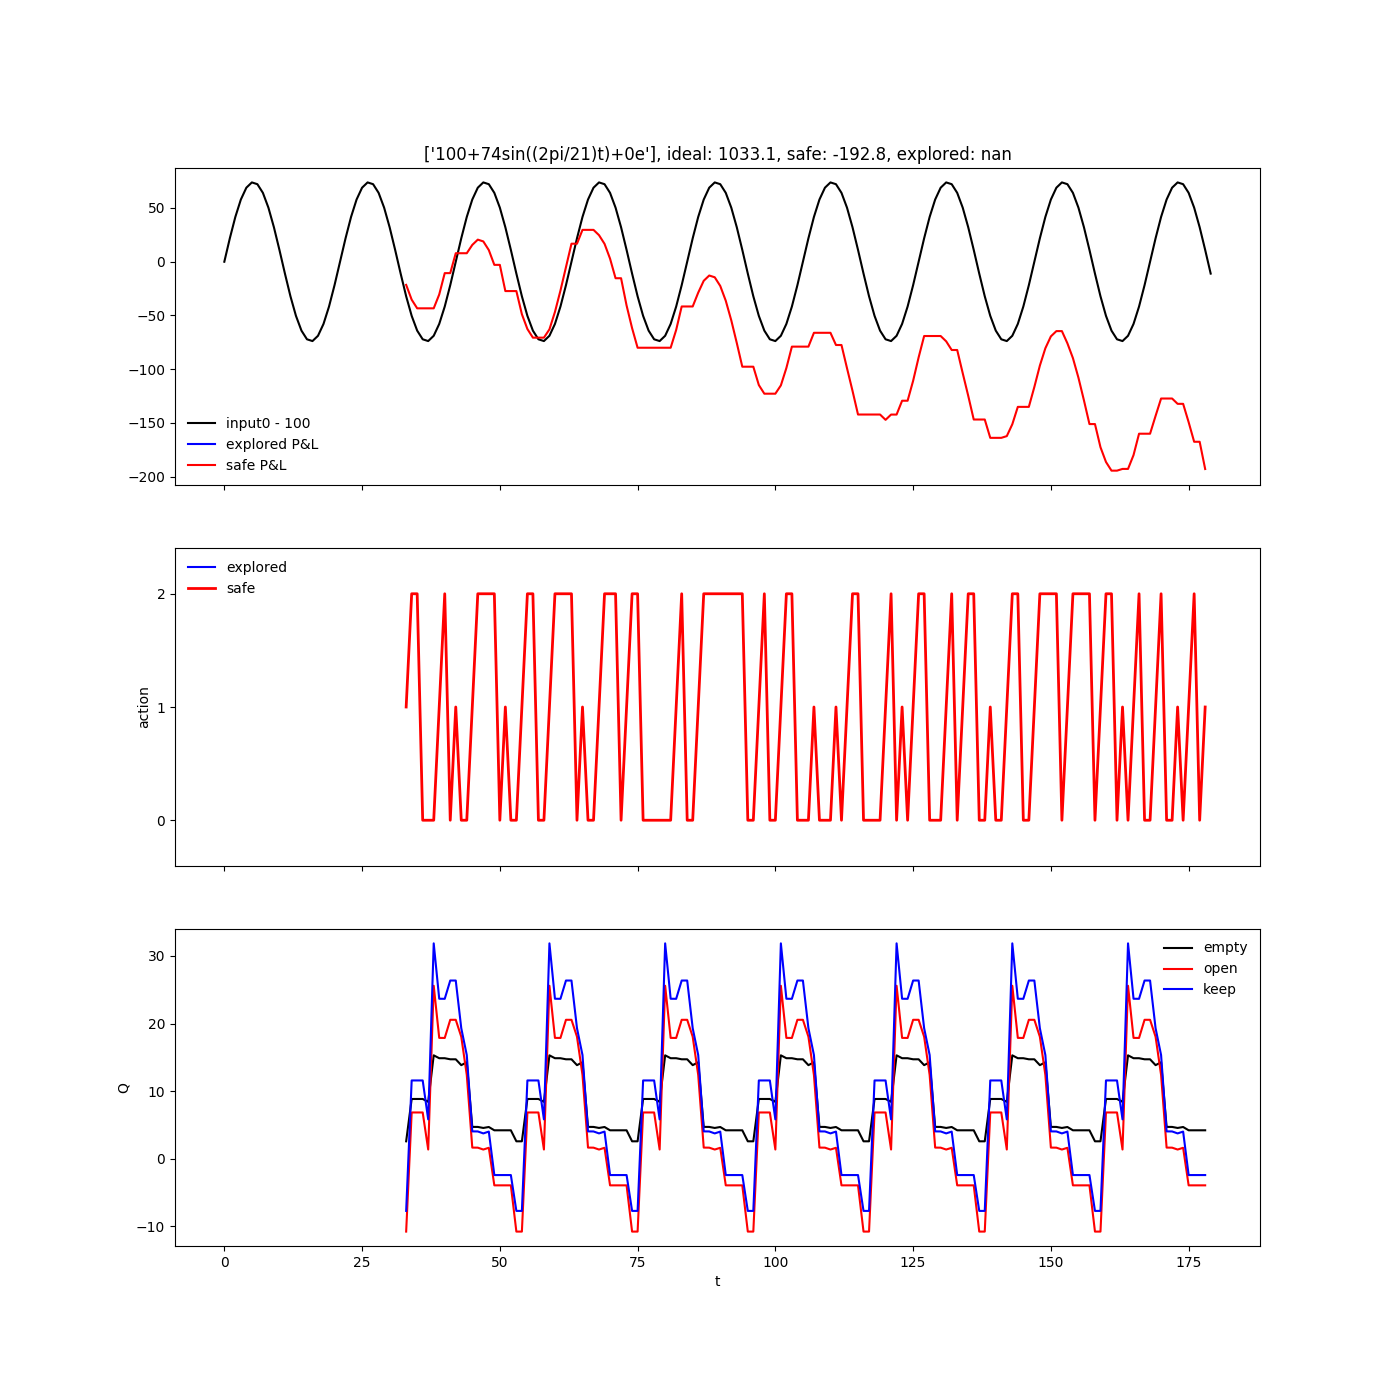 ['100+74sin((2pi/21)t)+0e'], ideal: 1033.1, safe: -192.8, explored: nan
50
0
−50
−100
−150
−200
input0 - 100
explored P&L
safe P&L
explored
safe
2
1
0
action
empty
open
keep
30
20
10
0
−10
Q
0 25 50 75 100 125 150 175
t